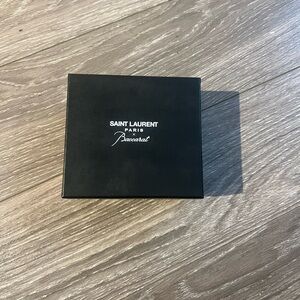 SAINT LAURENT
PARIS
×
Baccarat